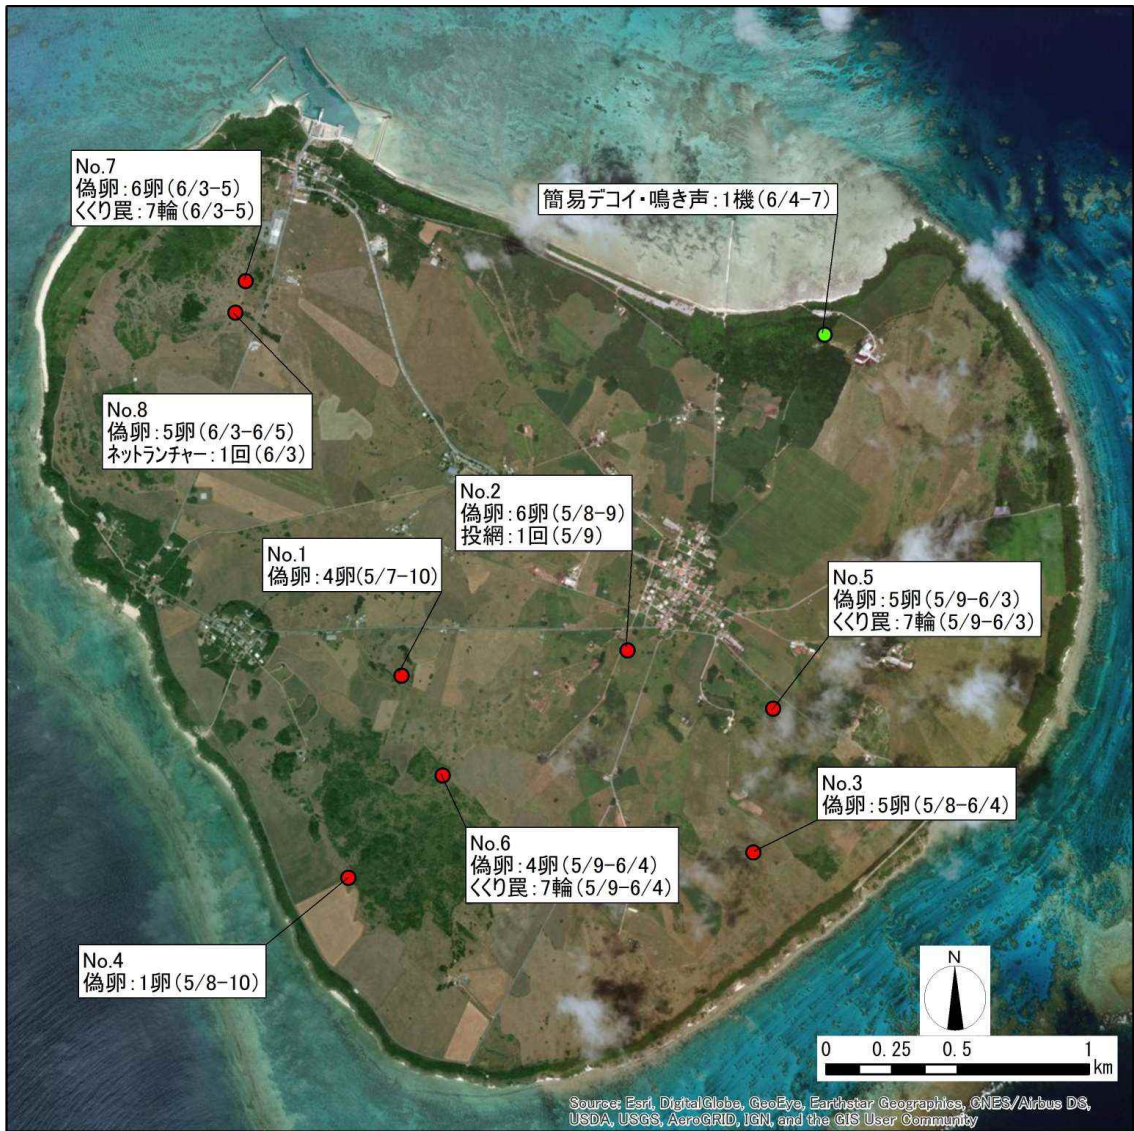 No.7
偽卵:6卵(6/3-5)
くくり罠:7輪(6/3-5)
簡易デコイ・鳴き声:1機(6/4-7)
No.8
偽卵:5卵(6/3-6/5)
ネットランチャー:1回(6/3)
No.2
偽卵:6卵(5/8-9)
投網:1回(5/9)
No.1
偽卵:4卵(5/7-10)
No.5
偽卵:5卵(5/9-6/3)
くくり罠:7輪(5/9-6/3)
No.3
偽卵:5卵(5/8-6/4)
No.6
偽卵:4卵(5/9-6/4)
くくり罠:7輪(5/9-6/4)
No.4
偽卵:1卵(5/8-10)
N
0 0.25 0.5 1
km
Source: Esri, DigitalGlobe, GeoEye, Earthstar Geographics, CNES/Airbus DS,
USDA, USGS, AeroGRID, IGN, and the GIS User Community